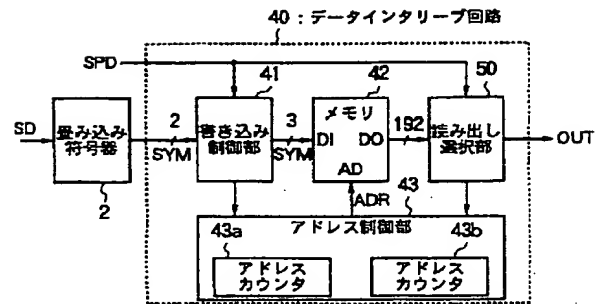 40：データインタリーブ回路
SPD
41
42
50
SD
畳み込み
符号器
2
2
SYM
書き込み
制御部
3
SYM
メモリ
DI
DO
AD
192
読み出し
選択部
OUT
ADR
43
アドレス制御部
43a
43b
アドレス
カウンタ
アドレス
カウンタ